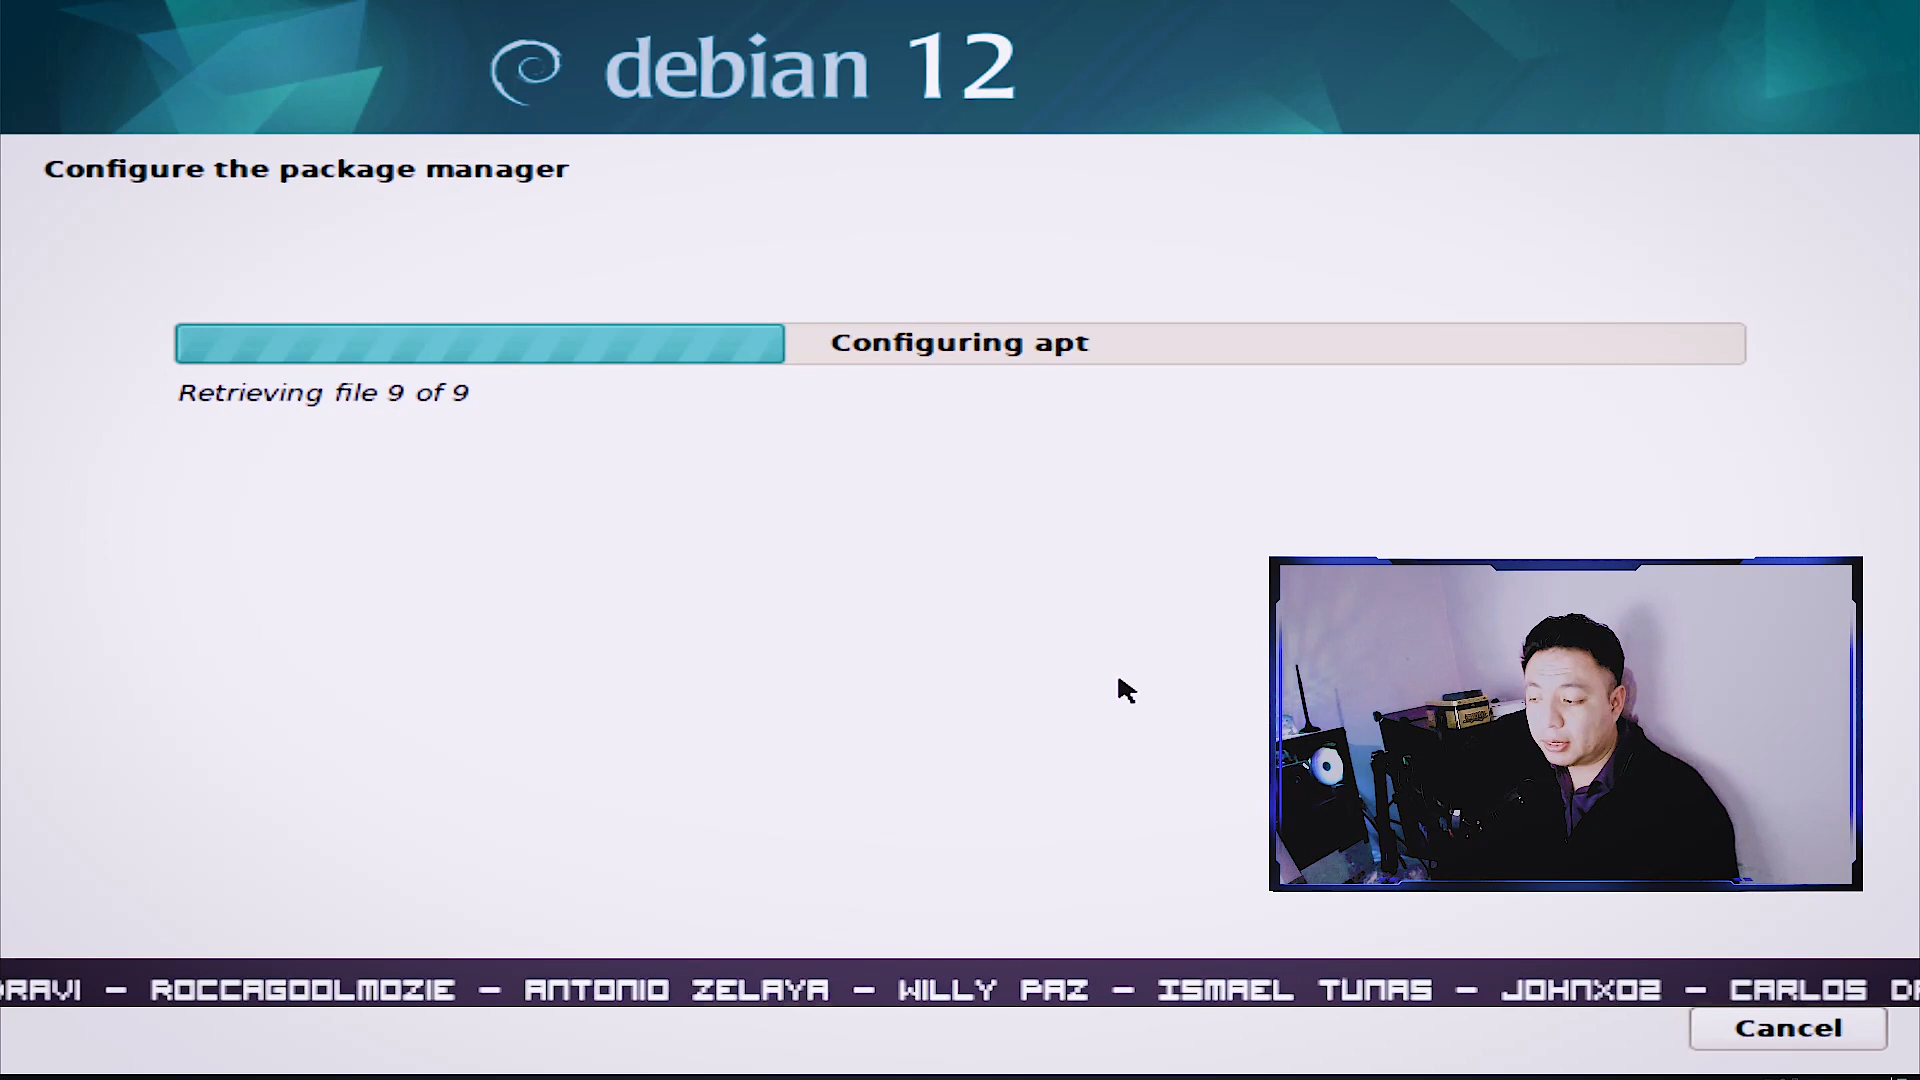 debian 12
Configure the package manager
Configuring apt
Retrieving file 9 of 9
RAVI – ROCCAGOOLMOZIE – ANTONIO ZELAYA – WILLY PAZ – ISMAEL TUNAS – JOHNX02 – CARLOS
Cancel